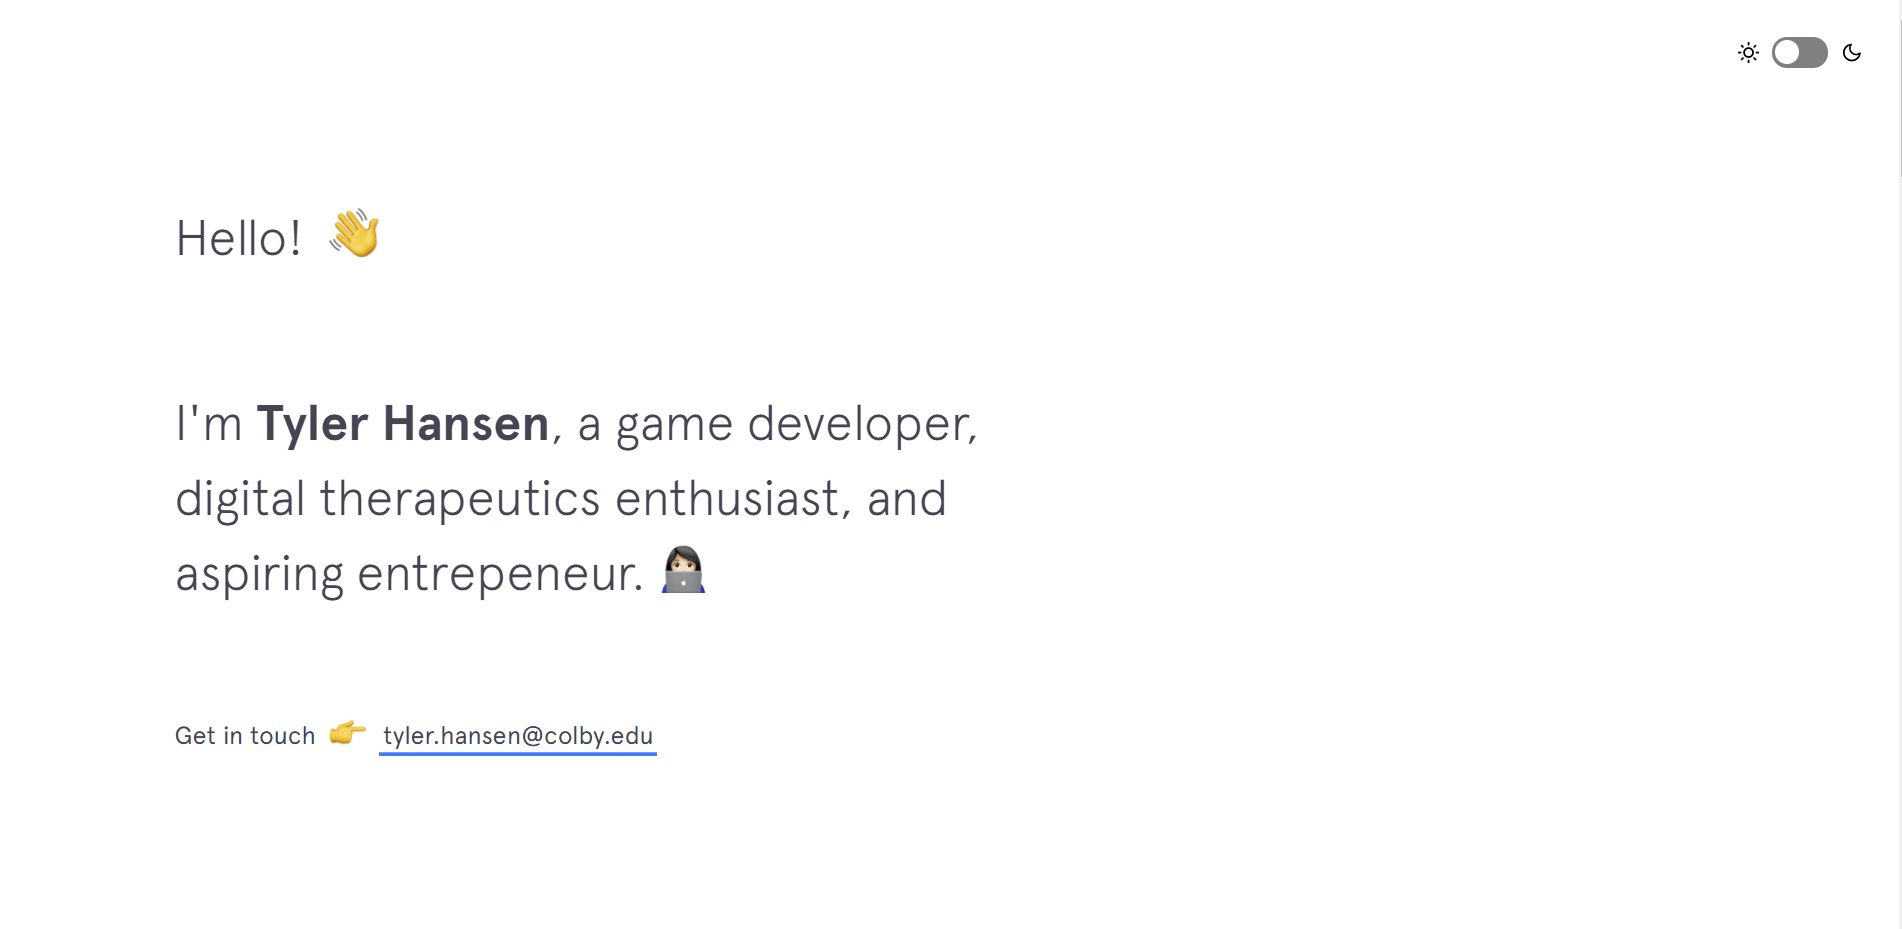 Hello! 👋
I'm Tyler Hansen, a game developer,
digital therapeutics enthusiast, and
aspiring entrepeneur. 👩🏻‍💻
Get in touch 👉 tyler.hansen@colby.edu